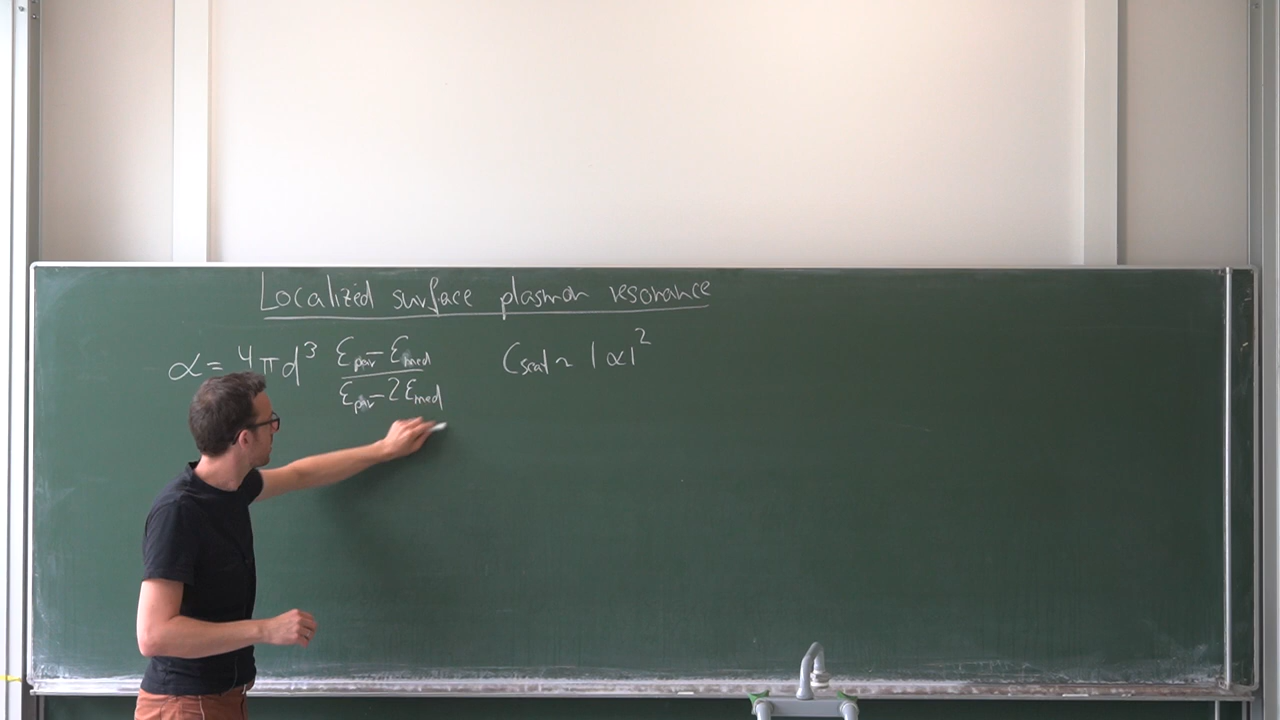 Localized surface plasmon resonance
α = 4πd³ (ε_par − ε_med)/(ε_par − 2ε_med)    C_scat ~ |α|²